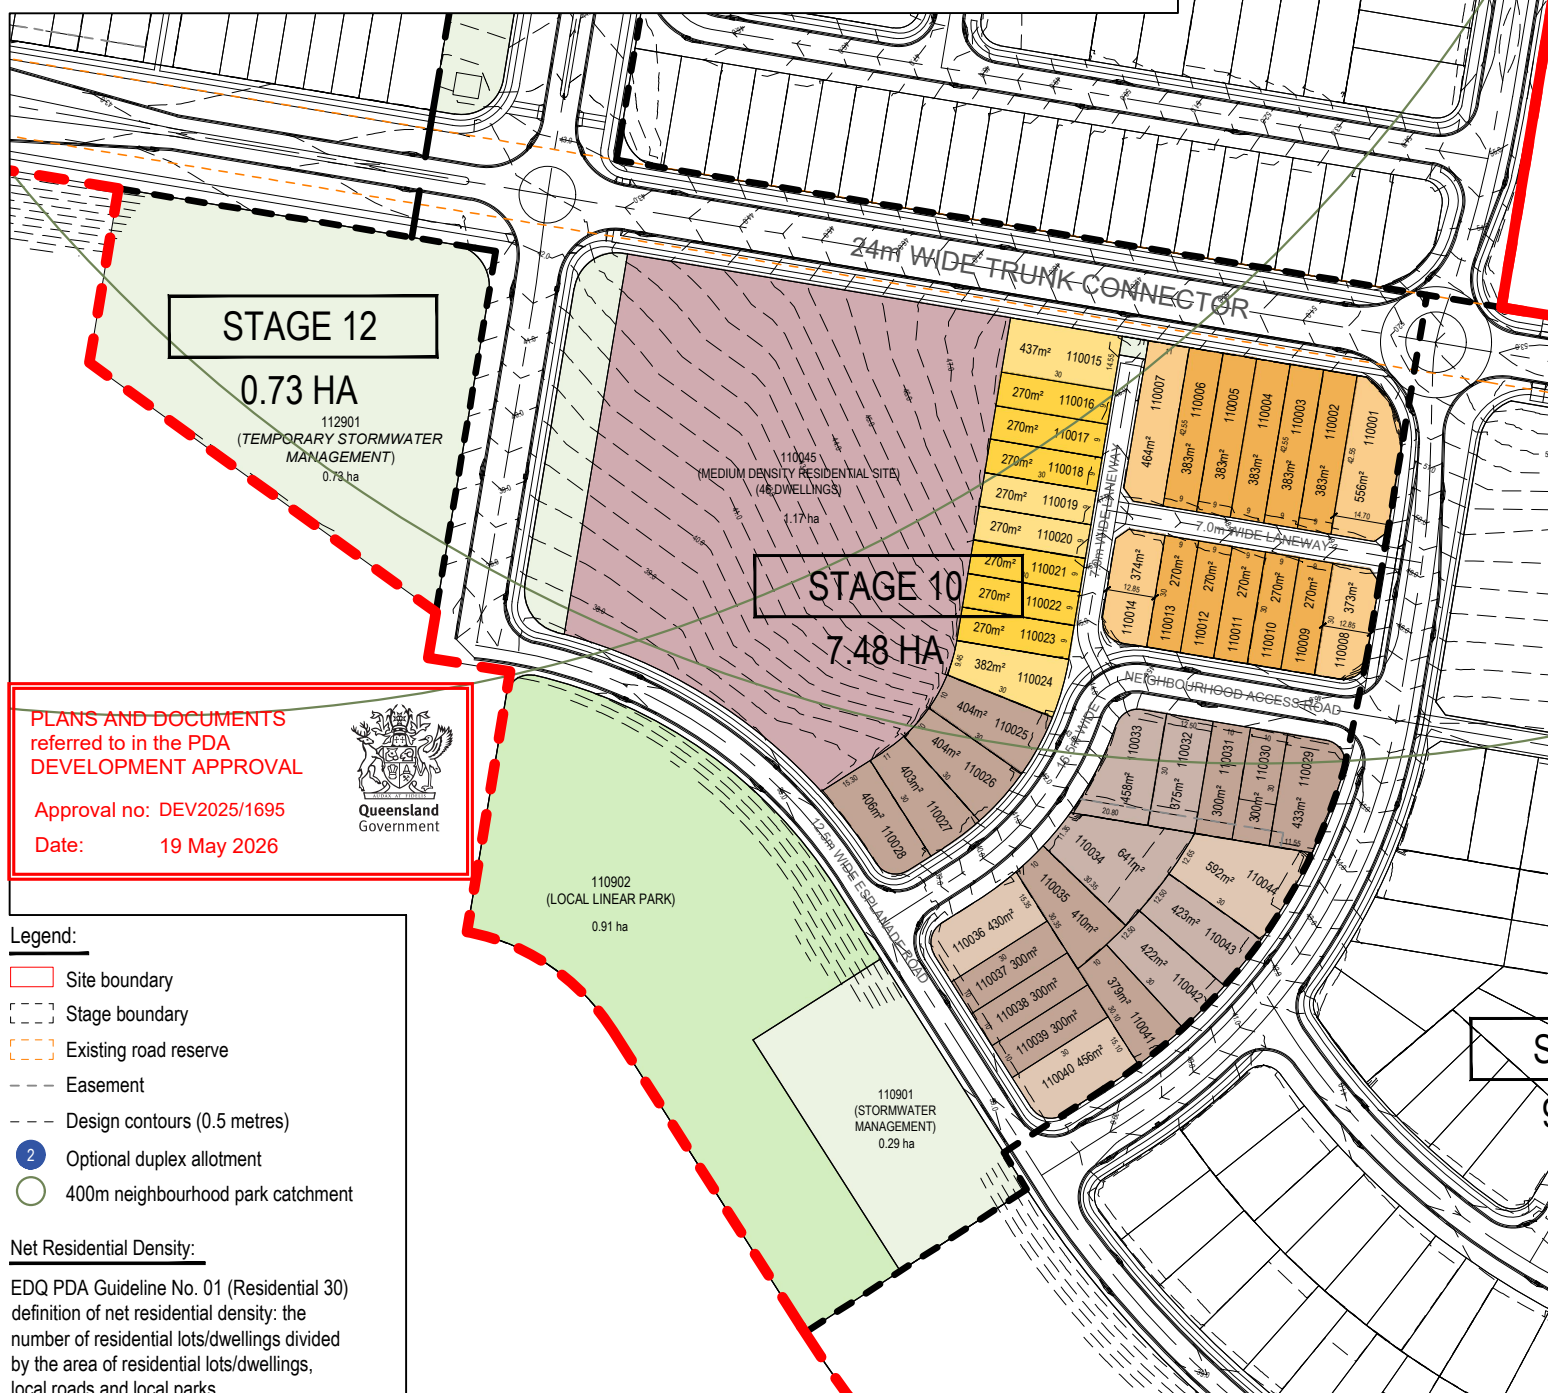 24m WIDE TRUNK CONNECTOR
STAGE 12
0.73 HA
112901
(TEMPORARY STORMWATER
MANAGEMENT)
0.73 ha
110045
(MEDIUM DENSITY RESIDENTIAL SITE)
(46 DWELLINGS)
1.17 ha
STAGE 10
7.48 HA
437m² 110015
270m² 110016
270m² 110017
270m² 110018
270m² 110019
270m² 110020
270m² 110021
270m² 110022
270m² 110023
382m² 110024
7.0m WIDE LANEWAY
464m² 110007
383m² 110006
383m² 110005
383m² 110004
383m² 110003
383m² 110002
556m² 110001
7.0m WIDE LANEWAY
110014 374m²
110013 270m²
110012 270m²
110011 270m²
110010 270m²
110009 270m²
110008 373m²
NEIGHBOURHOOD ACCESS ROAD
16.5m WIDE
404m² 110025
404m² 110026
403m² 110027
406m² 110028
458m² 110033
375m² 110032
300m² 110031
300m² 110030
433m² 110029
110034 641m²
110035 410m²
592m² 110044
423m² 110043
422m² 110042
379m² 110041
110036 430m²
110037 300m²
110038 300m²
110039 300m²
110040 456m²
12.5m WIDE ESPLANADE ROAD
110902
(LOCAL LINEAR PARK)
0.91 ha
110901
(STORMWATER
MANAGEMENT)
0.29 ha
PLANS AND DOCUMENTS
referred to in the PDA
DEVELOPMENT APPROVAL
Approval no: DEV2025/1695
Date: 19 May 2026
AUDAX AT FIDELIS
Queensland
Government
Legend:
Site boundary
Stage boundary
Existing road reserve
Easement
Design contours (0.5 metres)
2 Optional duplex allotment
400m neighbourhood park catchment
Net Residential Density:
EDQ PDA Guideline No. 01 (Residential 30)
definition of net residential density: the
number of residential lots/dwellings divided
by the area of residential lots/dwellings,
local roads and local parks